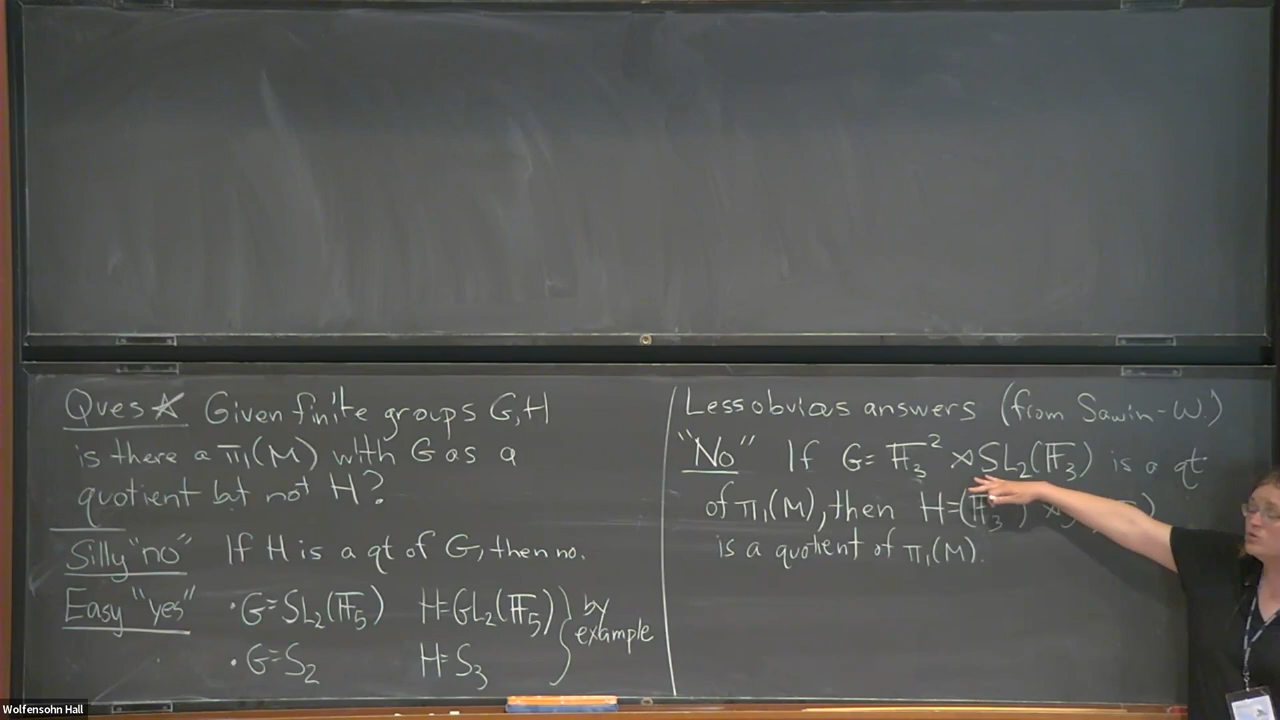 Ques☆ Given finite groups G,H
is there a π₁(M) with G as a
quotient but not H?
Silly "no" If H is a qt of G, then no.
Easy "yes" • G=SL₂(𝔽₅) H=GL₂(𝔽₅) } by example
• G=S₂ H=S₃
Less obvious answers (from Sawin-W.)
"No" If G= 𝔽₃² ⋊ SL₂(𝔽₃) is a qt
of π₁(M), then H=(𝔽₃
is a quotient of π₁(M).
Wolfensohn Hall